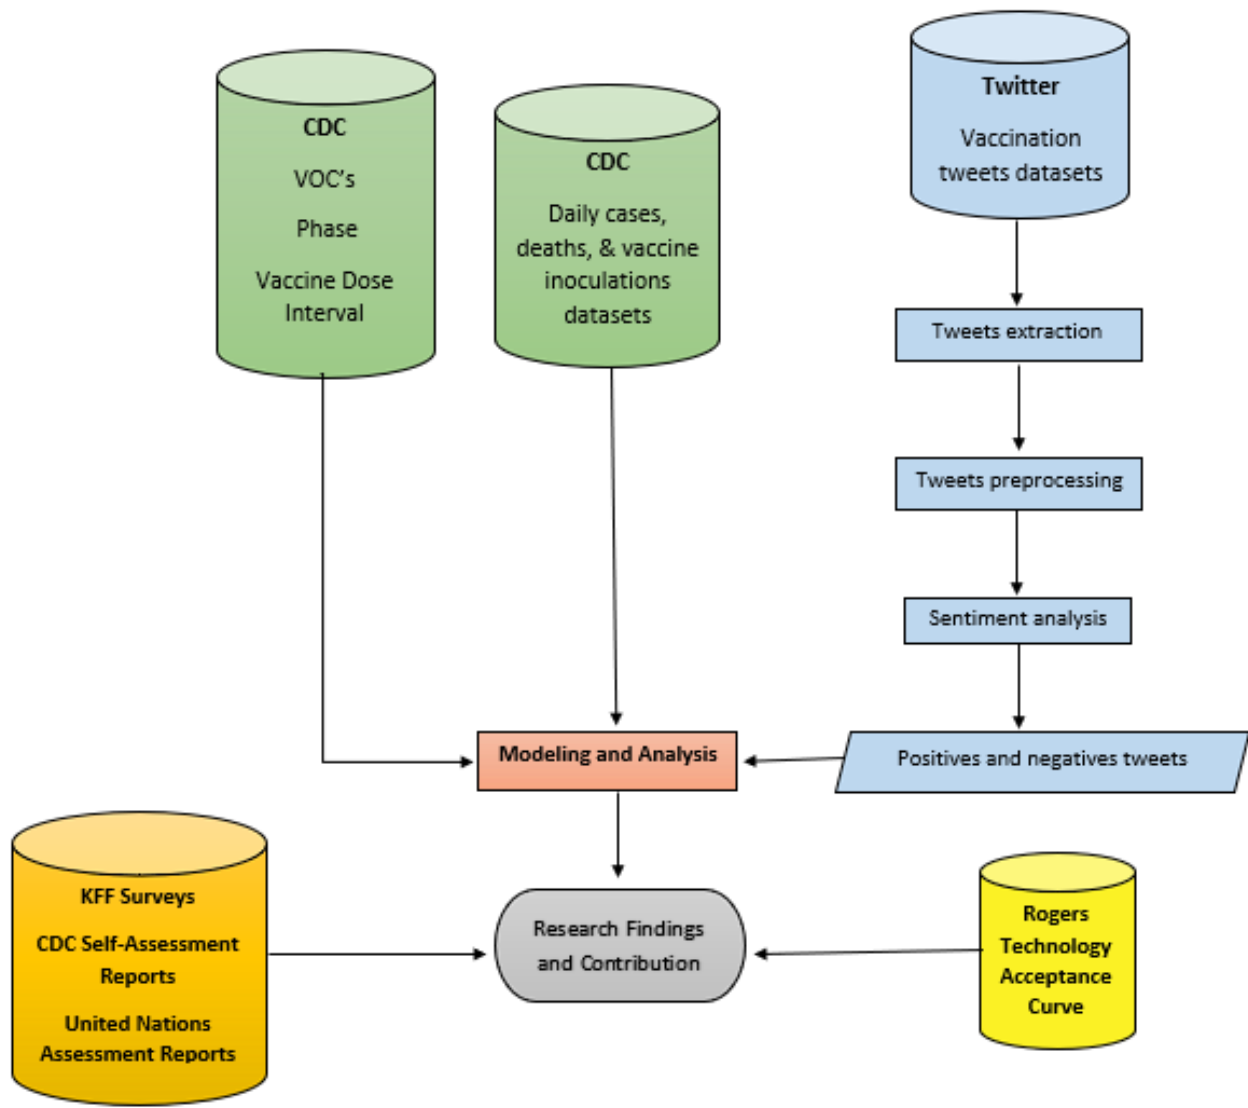 CDC
VOC's
Phase
Vaccine Dose
Interval
CDC
Daily cases,
deaths, & vaccine
inoculations
datasets
Twitter
Vaccination
tweets datasets
Tweets extraction
Tweets preprocessing
Sentiment analysis
Positives and negatives tweets
Modeling and Analysis
KFF Surveys
CDC Self-Assessment
Reports
United Nations
Assessment Reports
Research Findings
and Contribution
Rogers
Technology
Acceptance
Curve